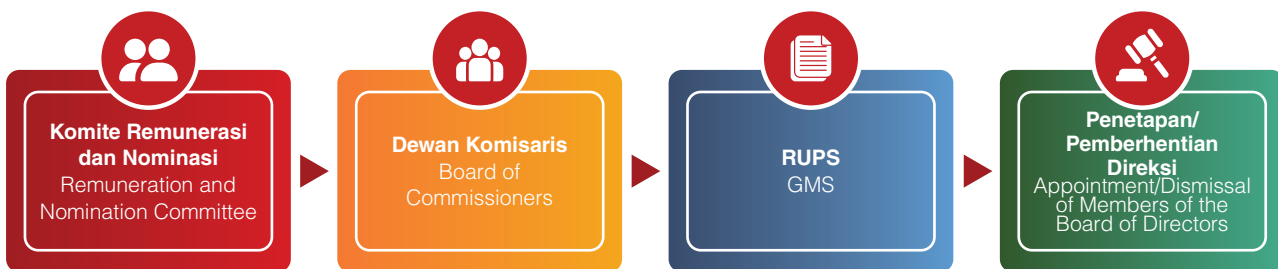 Komite Remunerasi
dan Nominasi
Remuneration and
Nomination Committee
Dewan Komisaris
Board of
Commissioners
RUPS
GMS
Penetapan/
Pemberhentian
Direksi
Appointment/Dismissal
of Members of the
Board of Directors